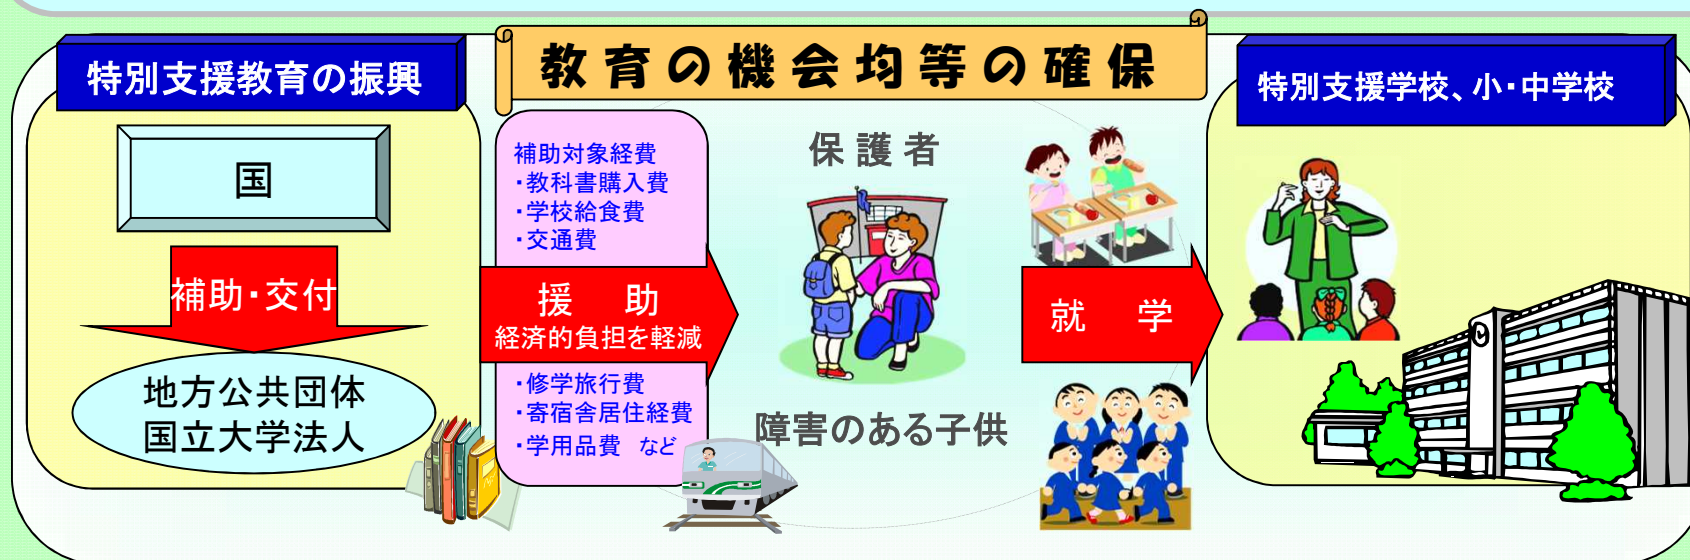 教育の機会均等の確保
特別支援教育の振興
国
補助・交付
地方公共団体
国立大学法人
補助対象経費
・教科書購入費
・学校給食費
・交通費
援　助
経済的負担を軽減
・修学旅行費
・寄宿舎居住経費
・学用品費　など
保護者
障害のある子供
就　学
特別支援学校、小・中学校